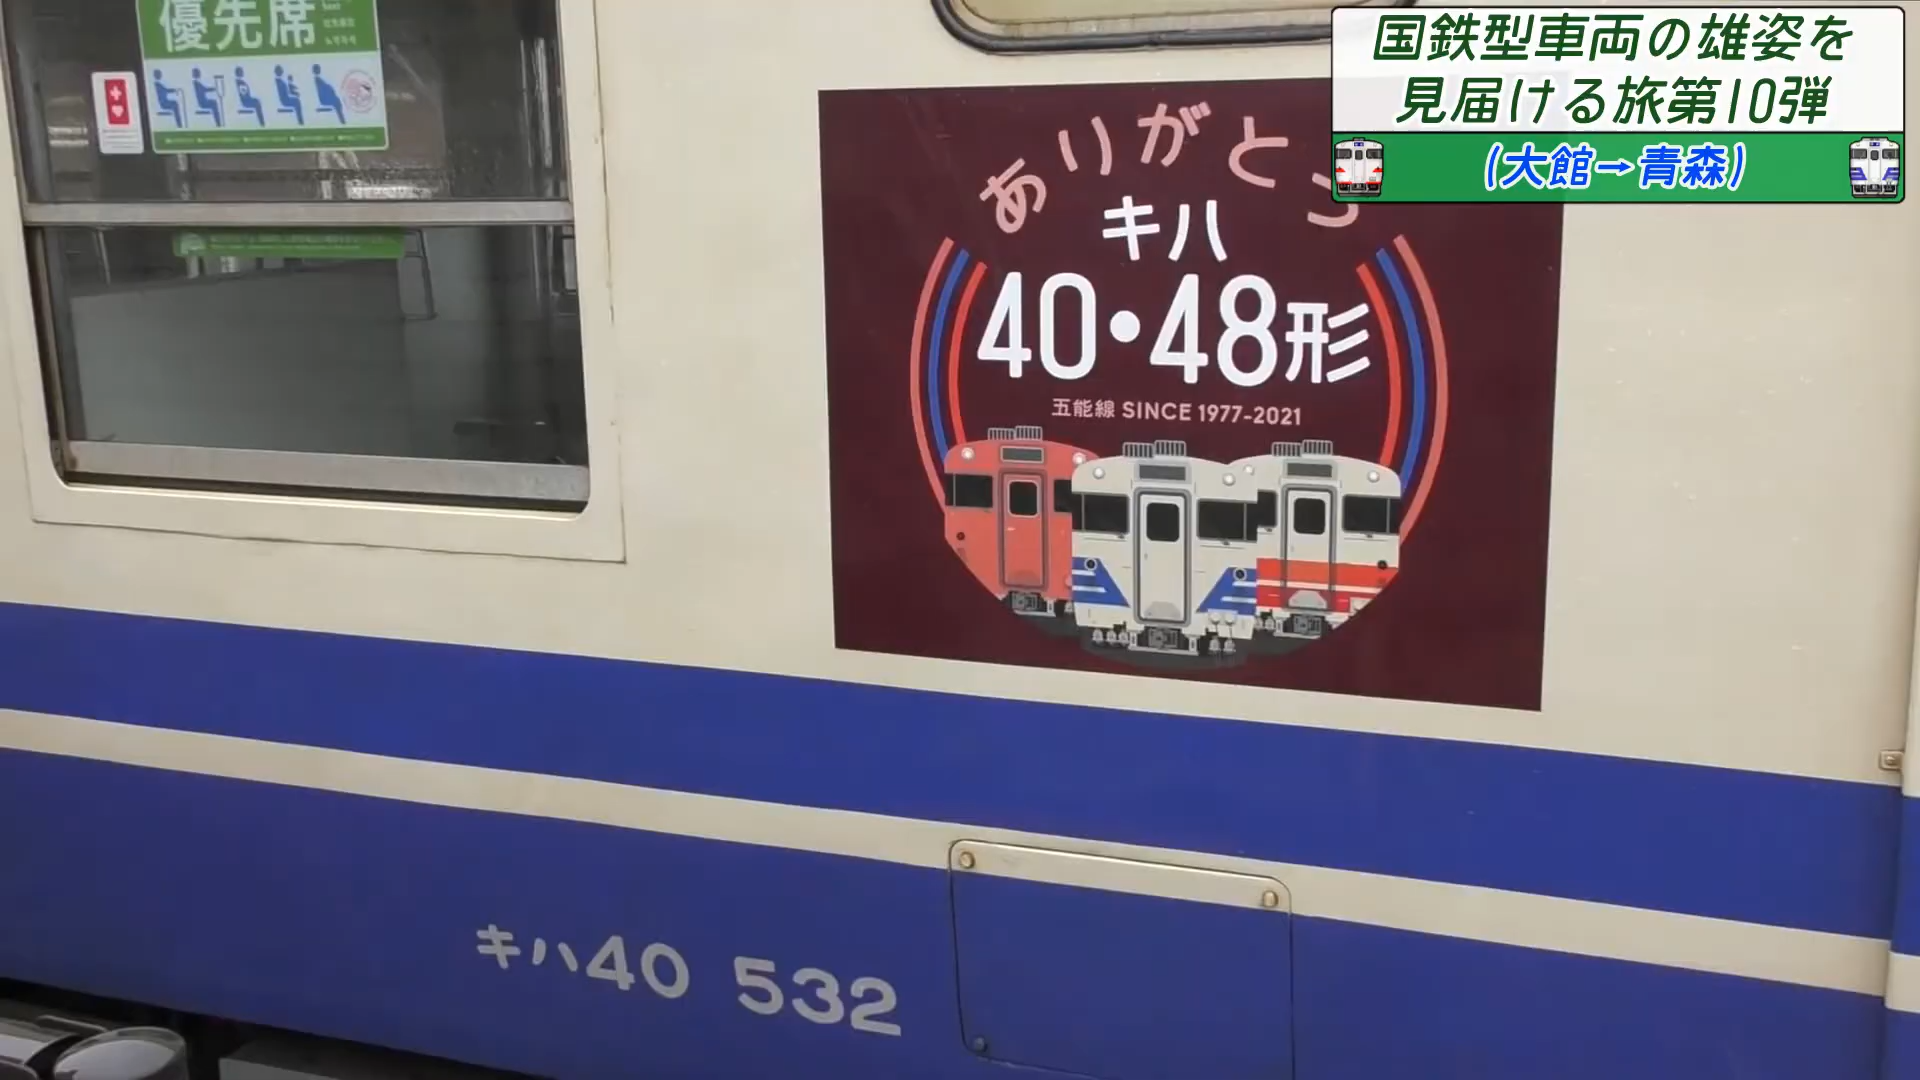 優先席
国鉄型車両の雄姿を
見届ける旅第10弾
(大館→青森)
ありがとう
キハ
40・48形
五能線 SINCE 1977-2021
キハ40 532